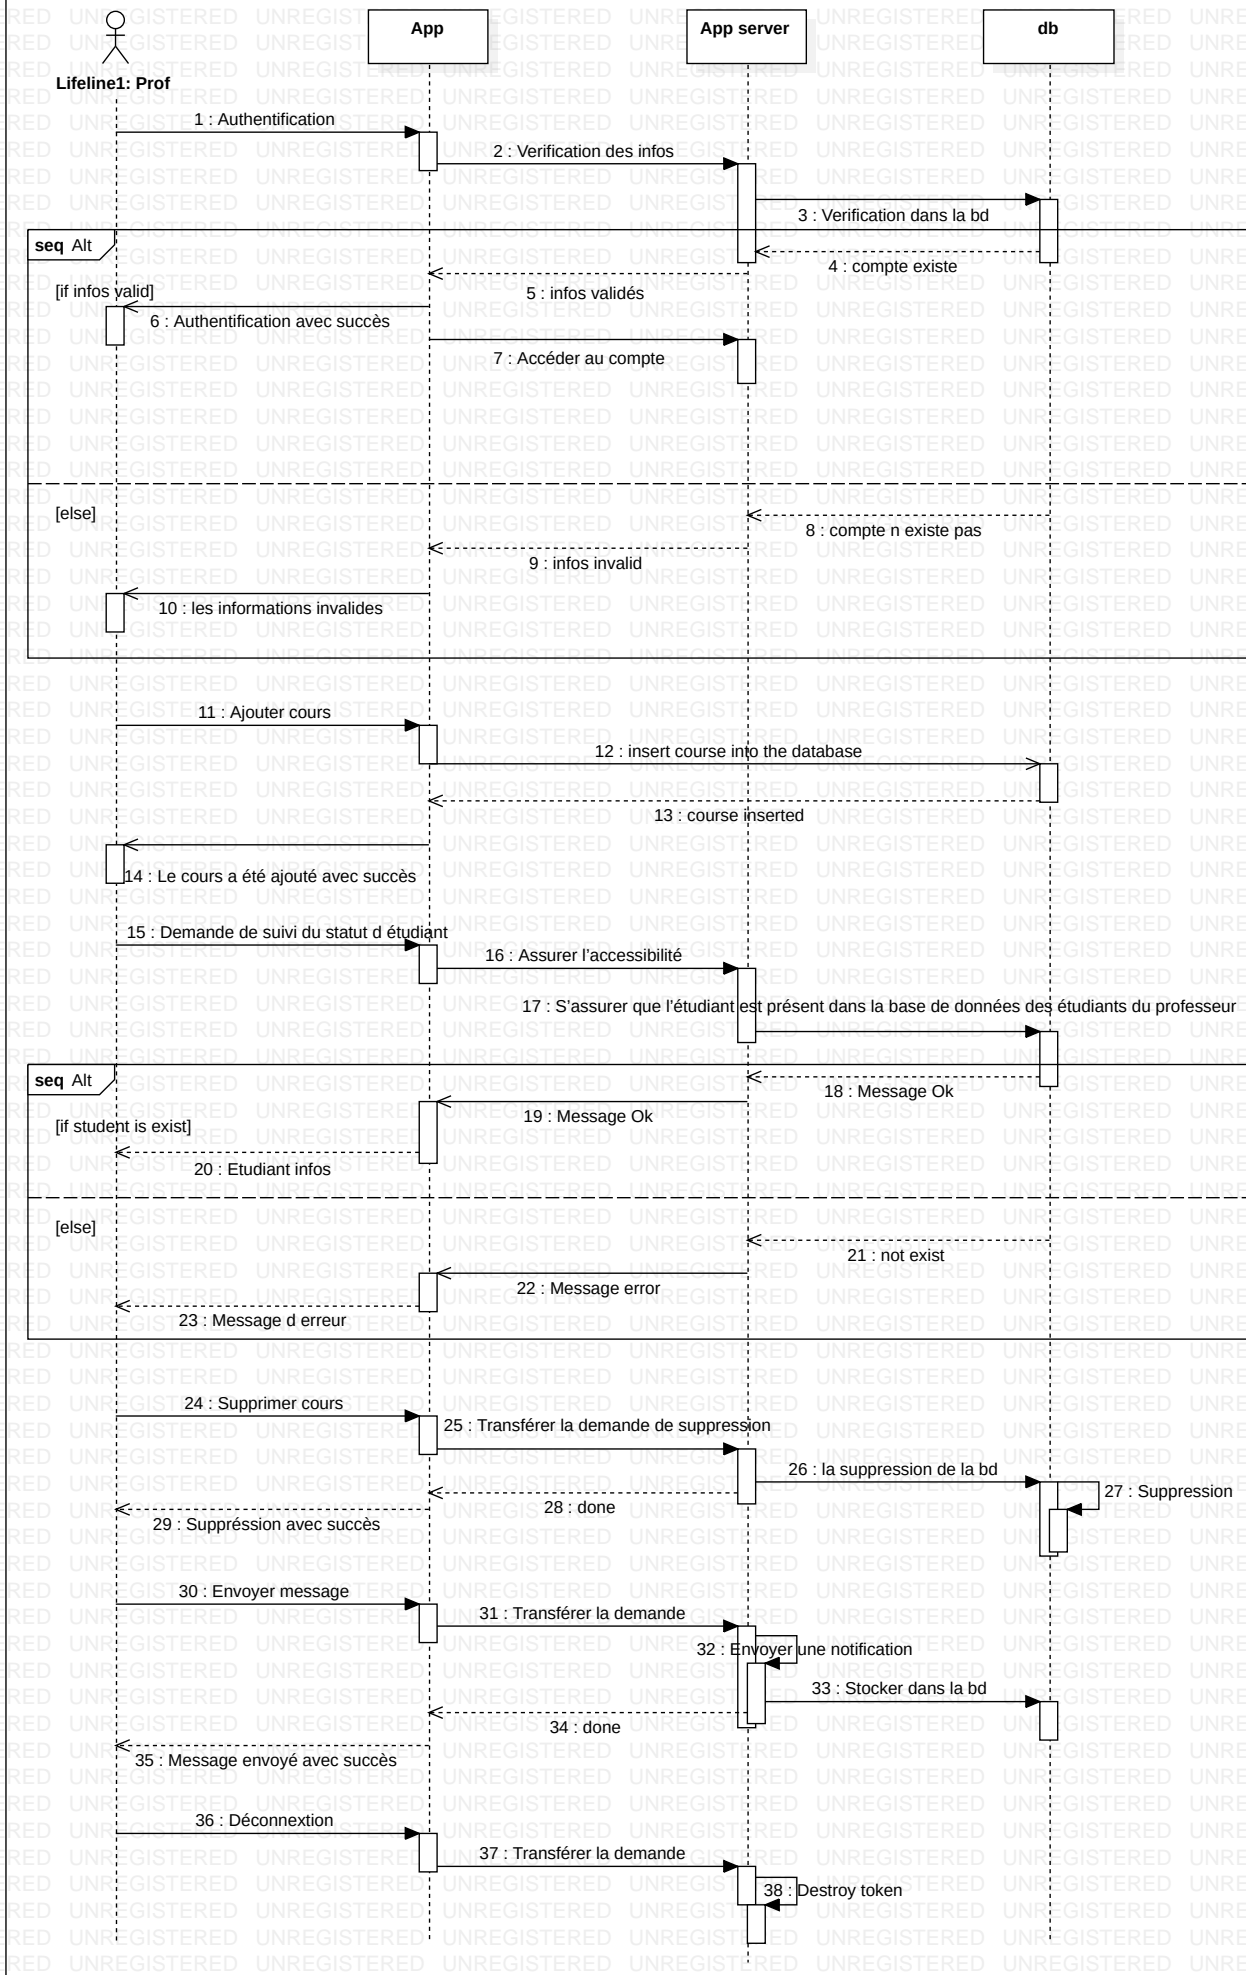 App
App server
db
Lifeline1: Prof
1 : Authentification
2 : Verification des infos
3 : Verification dans la bd
seq Alt
4 : compte existe
[if infos valid]
5 : infos validés
6 : Authentification avec succès
7 : Accéder au compte
[else]
8 : compte n existe pas
9 : infos invalid
10 : les informations invalides
11 : Ajouter cours
12 : insert course into the database
13 : course inserted
14 : Le cours a été ajouté avec succès
15 : Demande de suivi du statut d étudiant
16 : Assurer l’accessibilité
17 : S’assurer que l’étudiant est présent dans la base de données des étudiants du professeur
seq Alt
18 : Message Ok
19 : Message Ok
[if student is exist]
20 : Etudiant infos
[else]
21 : not exist
22 : Message error
23 : Message d erreur
24 : Supprimer cours
25 : Transférer la demande de suppression
26 : la suppression de la bd
27 : Suppression
28 : done
29 : Suppréssion avec succès
30 : Envoyer message
31 : Transférer la demande
32 : Envoyer une notification
33 : Stocker dans la bd
34 : done
35 : Message envoyé avec succès
36 : Déconnextion
37 : Transférer la demande
38 : Destroy token
UNREGISTERED